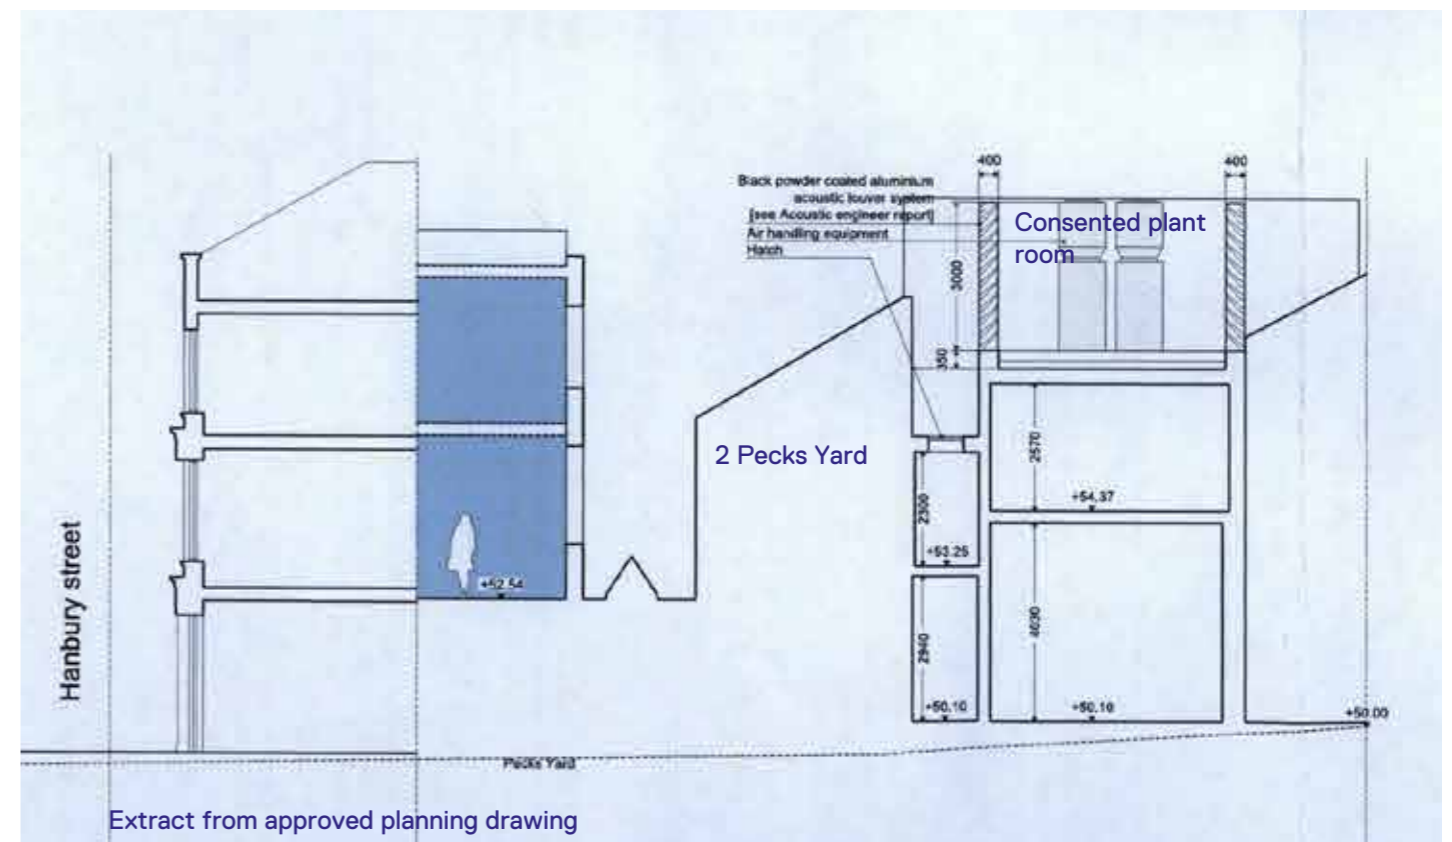 400
400
Black powder coated aluminium
acoustic louver system
[see Acoustic engineer report]
Air handling equipment
Hatch
Consented plant
room
3000
350
2 Pecks Yard
2570
+54.37
2300
+53.25
+52.54
4030
2940
+50.10
+50.10
+50.00
Hanbury street
Pecks Yard
Extract from approved planning drawing